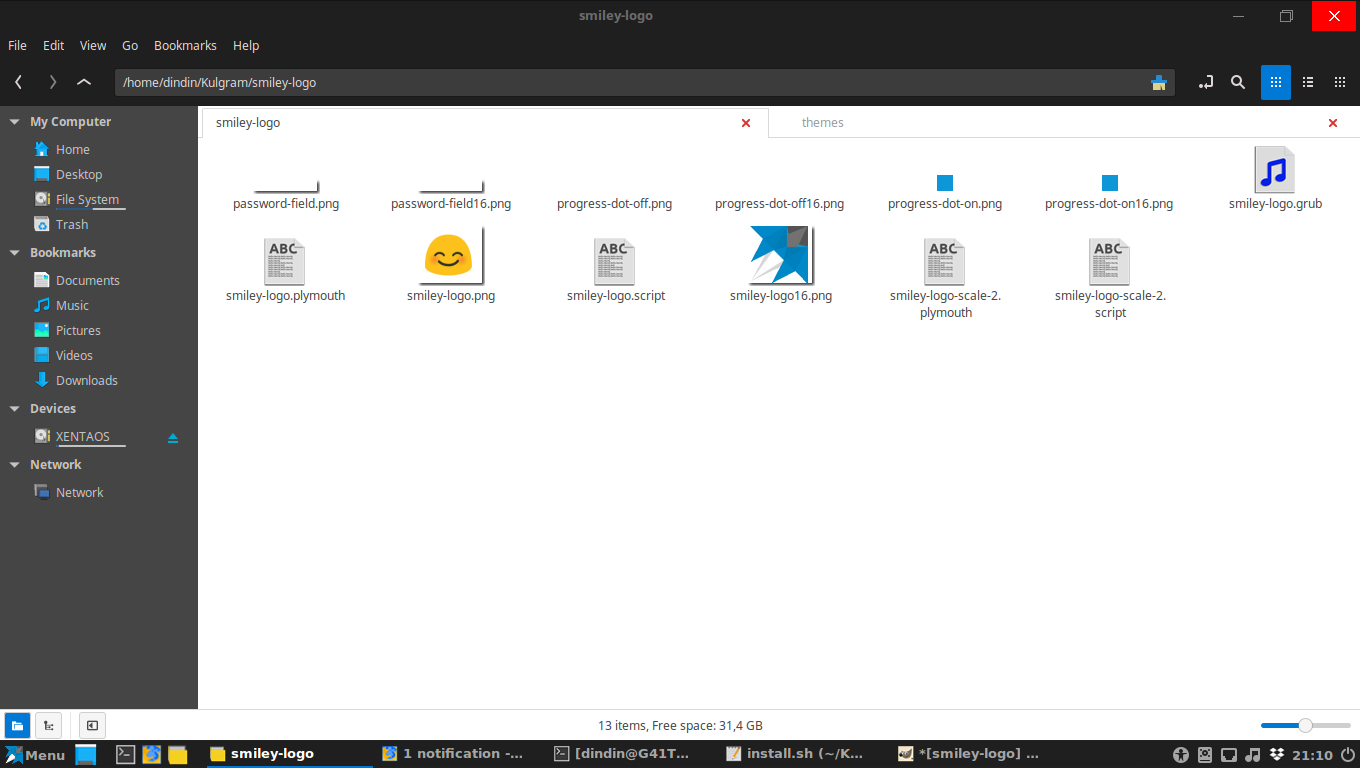 smiley-logo
File Edit View Go Bookmarks Help
/home/dindin/Kulgram/smiley-logo
My Computer
Home
Desktop
File System
Trash
Bookmarks
Documents
Music
Pictures
Videos
Downloads
Devices
XENTAOS
Network
Network
smiley-logo
themes
password-field.png password-field16.png progress-dot-off.png progress-dot-off16.png progress-dot-on.png progress-dot-on16.png smiley-logo.grub
ABC ABC ABC ABC
smiley-logo.plymouth smiley-logo.png smiley-logo.script smiley-logo16.png smiley-logo-scale-2. smiley-logo-scale-2.
plymouth script
13 items, Free space: 31,4 GB
Menu smiley-logo 1 notification -... [dindin@G41T... install.sh (~/K... *[smiley-logo] ... 21:10